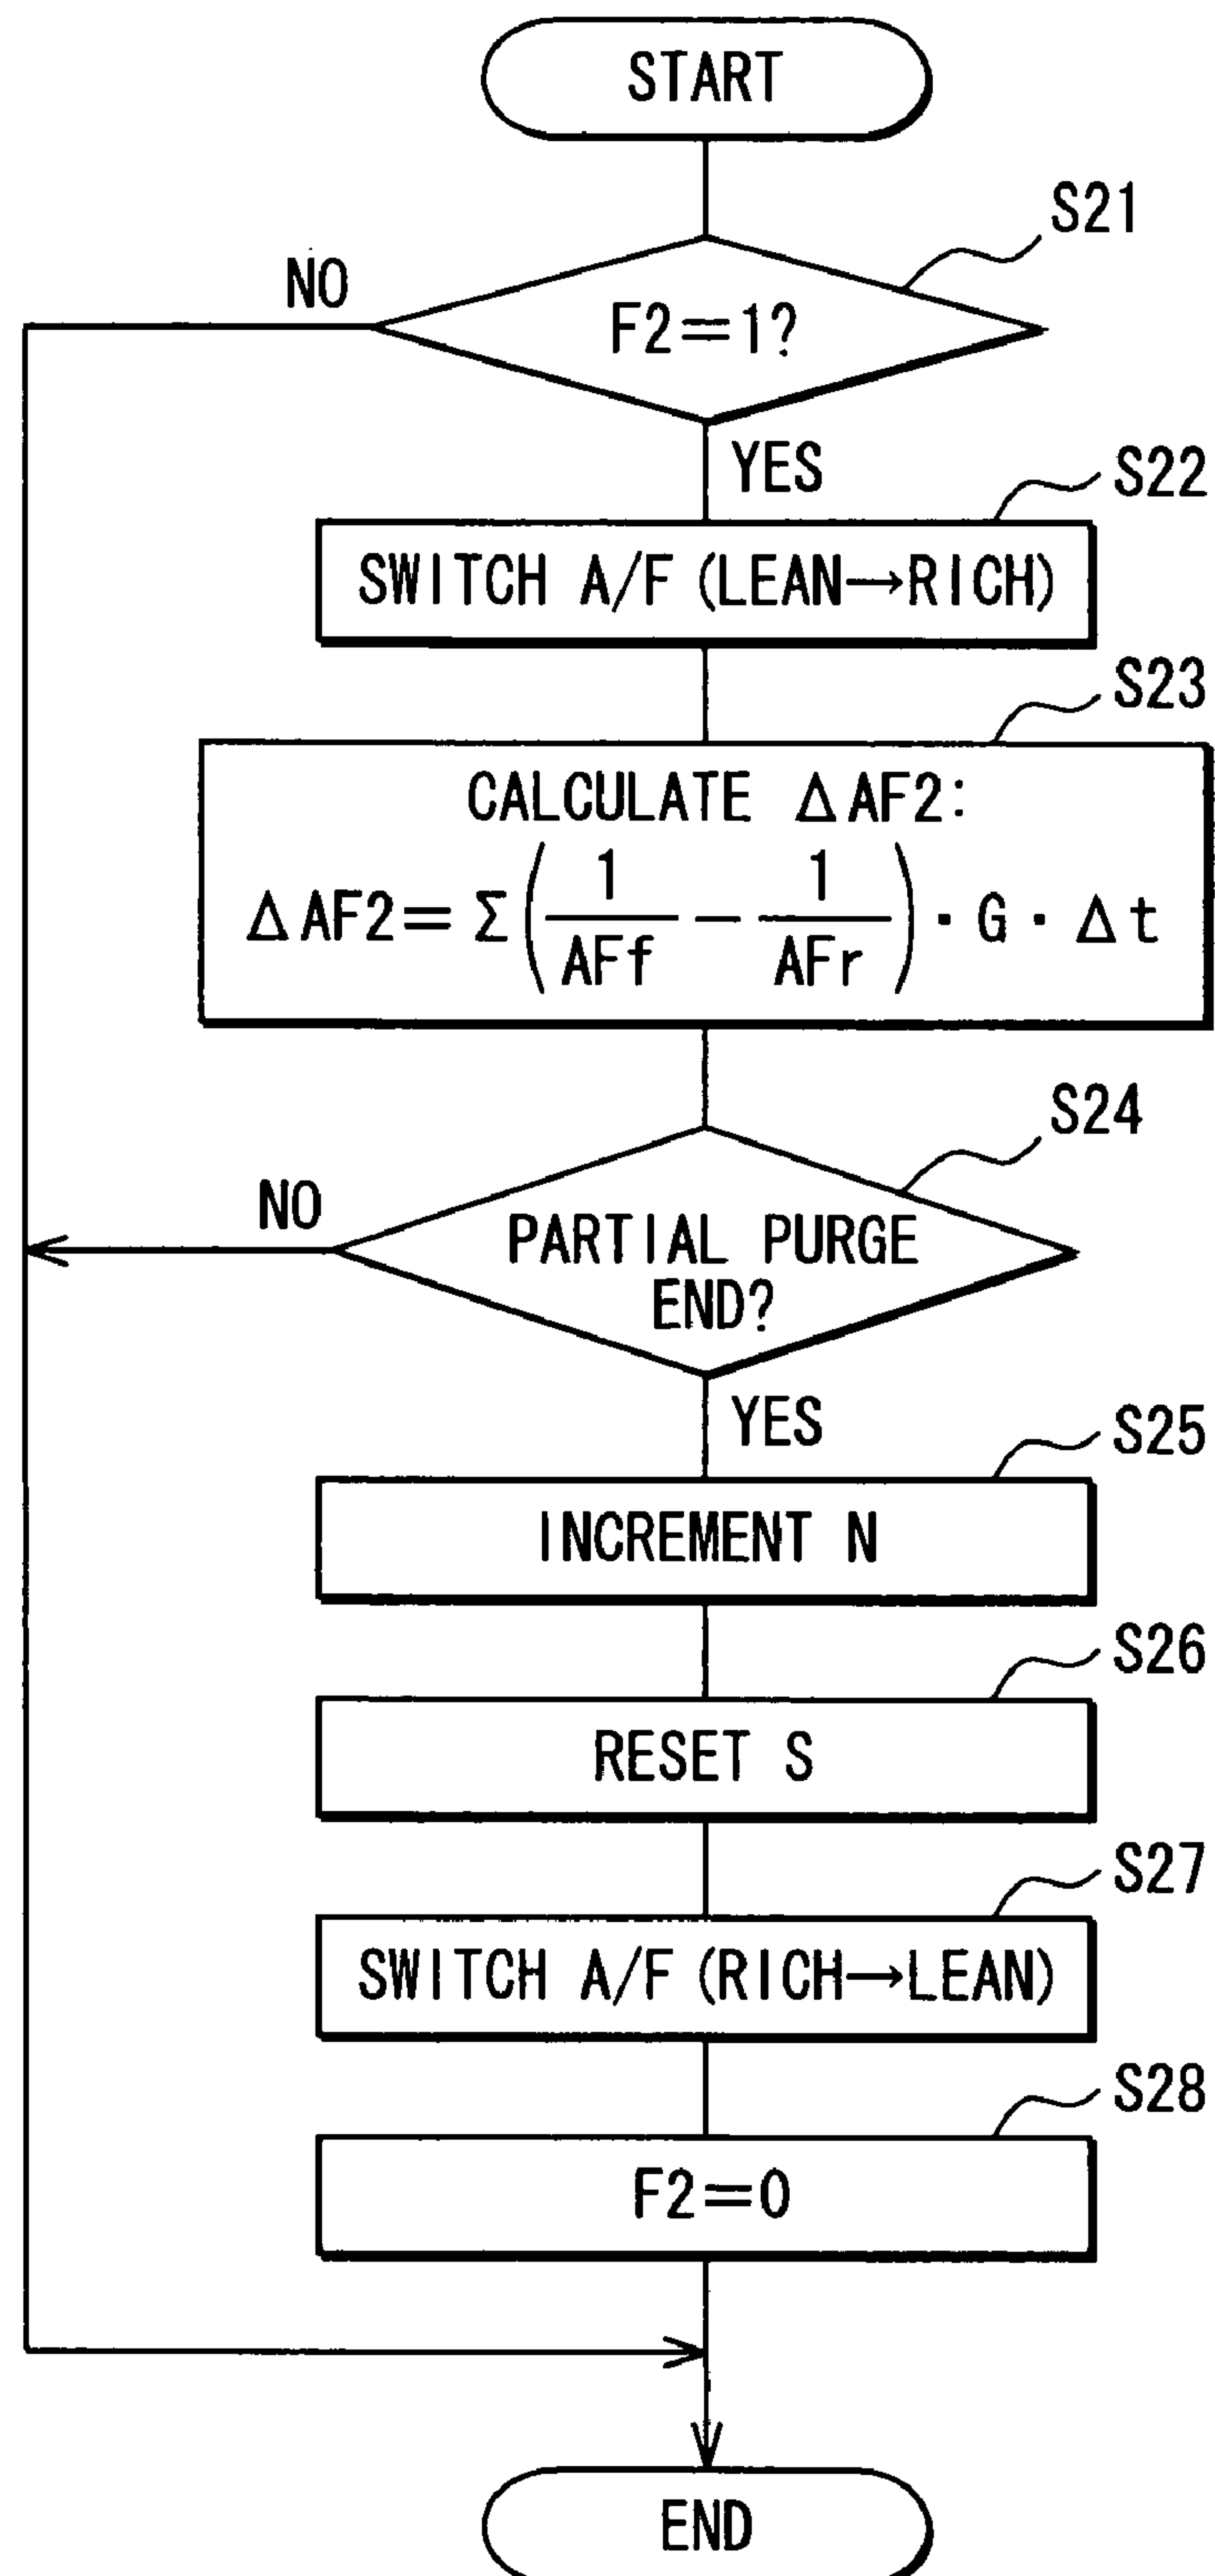 START
S21
NO
F2=1?
YES
S22
SWITCH A/F (LEAN→RICH)
S23
CALCULATE ΔAF2:
ΔAF2=Σ(1/AFf - 1/AFr)・G・Δt
S24
NO
PARTIAL PURGE
END?
YES
S25
INCREMENT N
S26
RESET S
S27
SWITCH A/F (RICH→LEAN)
S28
F2=0
END